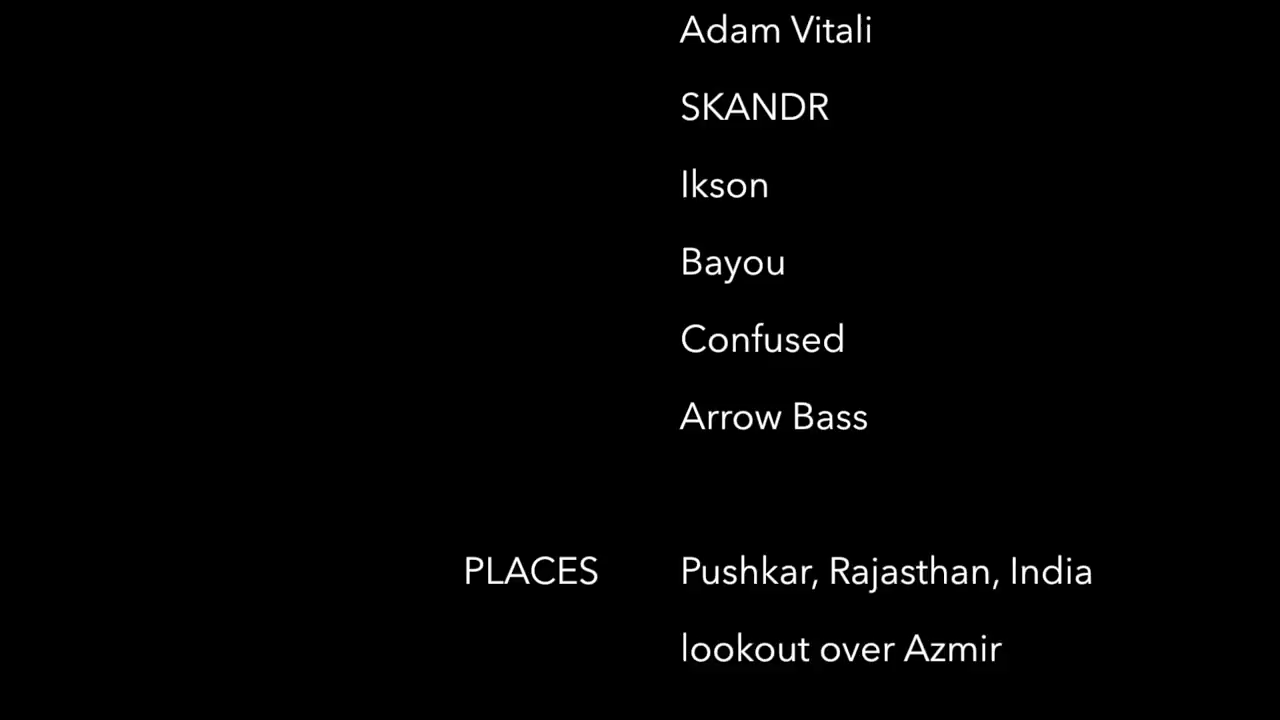 Adam Vitali
SKANDR
Ikson
Bayou
Confused
Arrow Bass
PLACES Pushkar, Rajasthan, India
lookout over Azmir